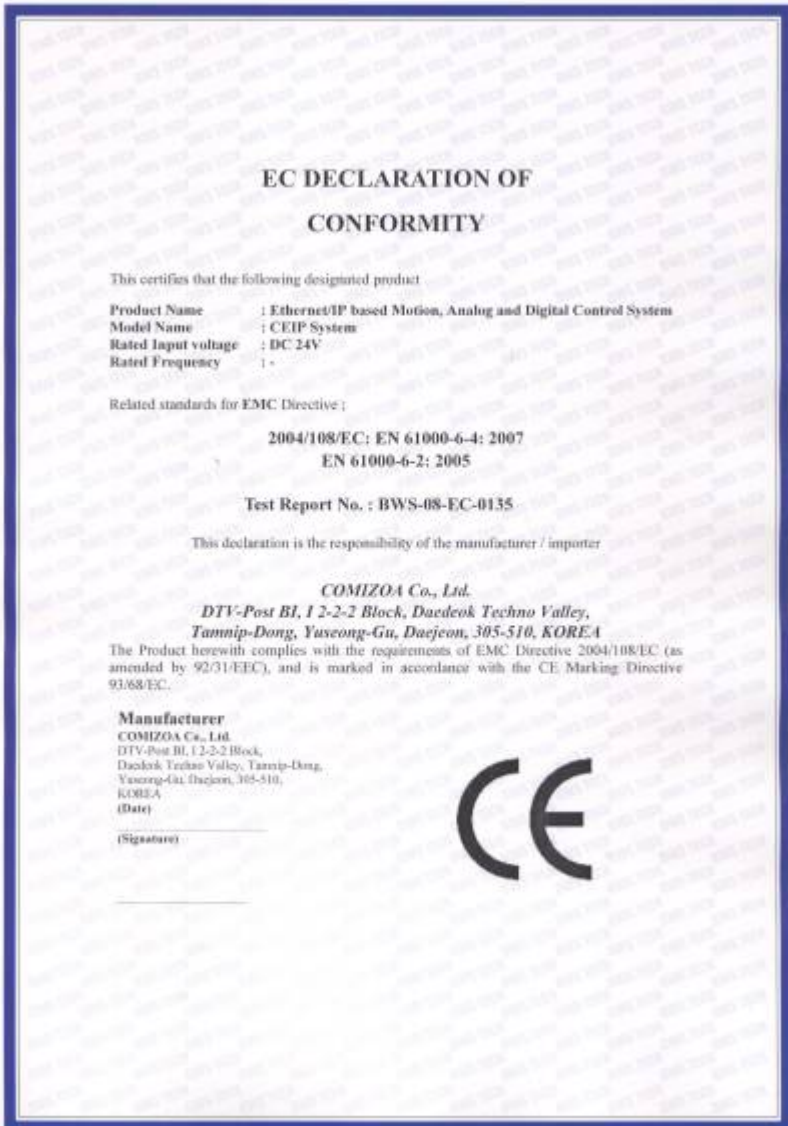 EC DECLARATION OF
CONFORMITY
This certifies that the following designated product
Product Name : Ethernet/IP based Motion, Analog and Digital Control System
Model Name : CEIP System
Rated Input voltage : DC 24V
Rated Frequency : -
Related standards for EMC Directive ;
2004/108/EC: EN 61000-6-4: 2007
EN 61000-6-2: 2005
Test Report No. : BWS-08-EC-0135
This declaration is the responsibility of the manufacturer / importer
COMIZOA Co., Ltd.
DTV-Post BI, I 2-2-2 Block, Daedeok Techno Valley,
Tamnip-Dong, Yuseong-Gu, Daejeon, 305-510, KOREA
The Product herewith complies with the requirements of EMC Directive 2004/108/EC (as
amended by 92/31/EEC), and is marked in accordance with the CE Marking Directive
93/68/EC.
Manufacturer
COMIZOA Co., Ltd.
DTV-Post BI, I 2-2-2 Block,
Daedeok Techno Valley, Tamnip-Dong,
Yuseong-Gu, Daejeon, 305-510,
KOREA
(Date)
(Signature)
CE